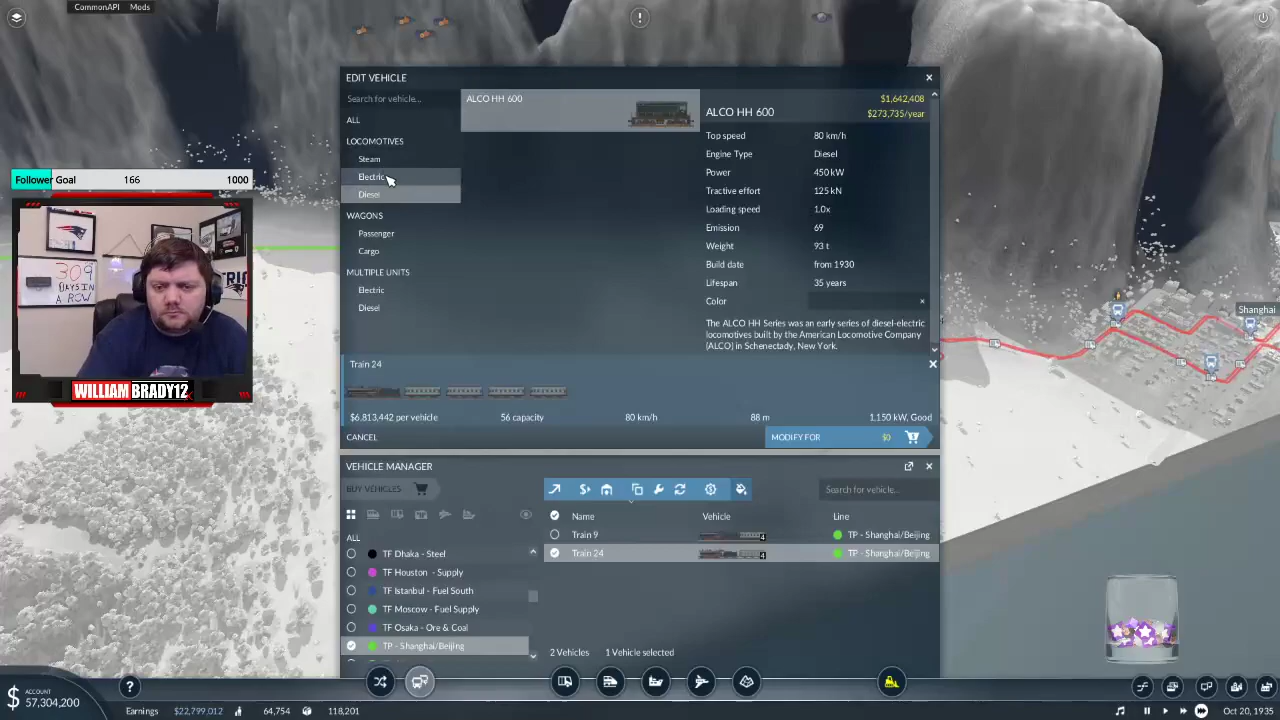 CommonAPI Mods
EDIT VEHICLE
Search for vehicle...
ALL
LOCOMOTIVES
Steam
Electric
Diesel
WAGONS
Passenger
Cargo
MULTIPLE UNITS
Electric
Diesel
ALCO HH 600
ALCO HH 600
$1,642,408
$273,735/year
Top speed 80 km/h
Engine Type Diesel
Power 450 kW
Tractive effort 125 kN
Loading speed 1.0x
Emission 69
Weight 93 t
Build date from 1930
Lifespan 35 years
Color
The ALCO HH Series was an early series of diesel-electric
locomotives built by the American Locomotive Company
(ALCO) in Schenectady, New York.
Train 24
$6,813,442 per vehicle 56 capacity 80 km/h 88 m 1,150 kW, Good
CANCEL
MODIFY FOR $0
VEHICLE MANAGER
BUY VEHICLES
Search for vehicle...
ALL
TF Dhaka - Steel
TF Houston - Supply
TF Istanbul - Fuel South
TF Moscow - Fuel Supply
TF Osaka - Ore & Coal
TP - Shanghai/Beijing
Name Vehicle Line
Train 9 4 TP - Shanghai/Beijing
Train 24 4 TP - Shanghai/Beijing
2 Vehicles 1 Vehicle selected
Follower Goal 166 1000
309
DAYS IN
A ROW
WILLIAM BRADY12
Shanghai
$ ACCOUNT
57,304,200
?
Earnings $22,799,012 64,754 118,201
Oct 20, 1935